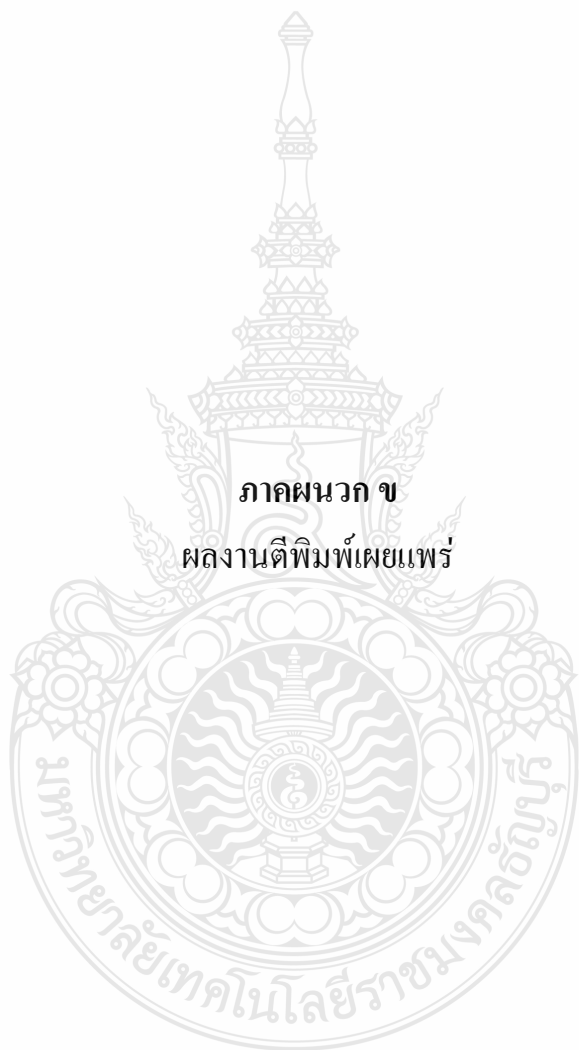 ภาคผนวก ข
ผลงานตีพิมพ์เผยแพร่
มหาวิทยาลัยเทคโนโลยีราชมงคลธัญบุรี